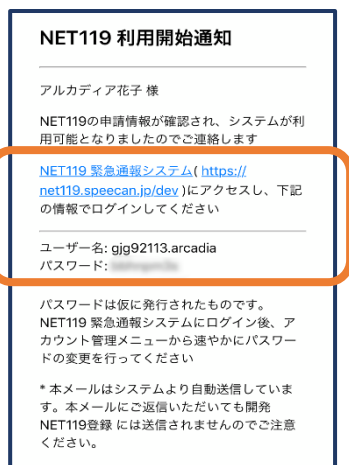 NET119 利用開始通知
アルカディア花子 様
NET119の申請情報が確認され、システムが利
用可能となりましたのでご連絡します
NET119 緊急通報システム( https://
net119.speecan.jp/dev )にアクセスし、下記
の情報でログインしてください
ユーザー名: gjg92113.arcadia
パスワード:
パスワードは仮に発行されたものです。
NET119 緊急通報システムにログイン後、ア
カウント管理メニューから速やかにパスワー
ドの変更を行ってください
* 本メールはシステムより自動送信していま
す。本メールにご返信いただいても開発
NET119登録 には送信されませんのでご注意
ください。